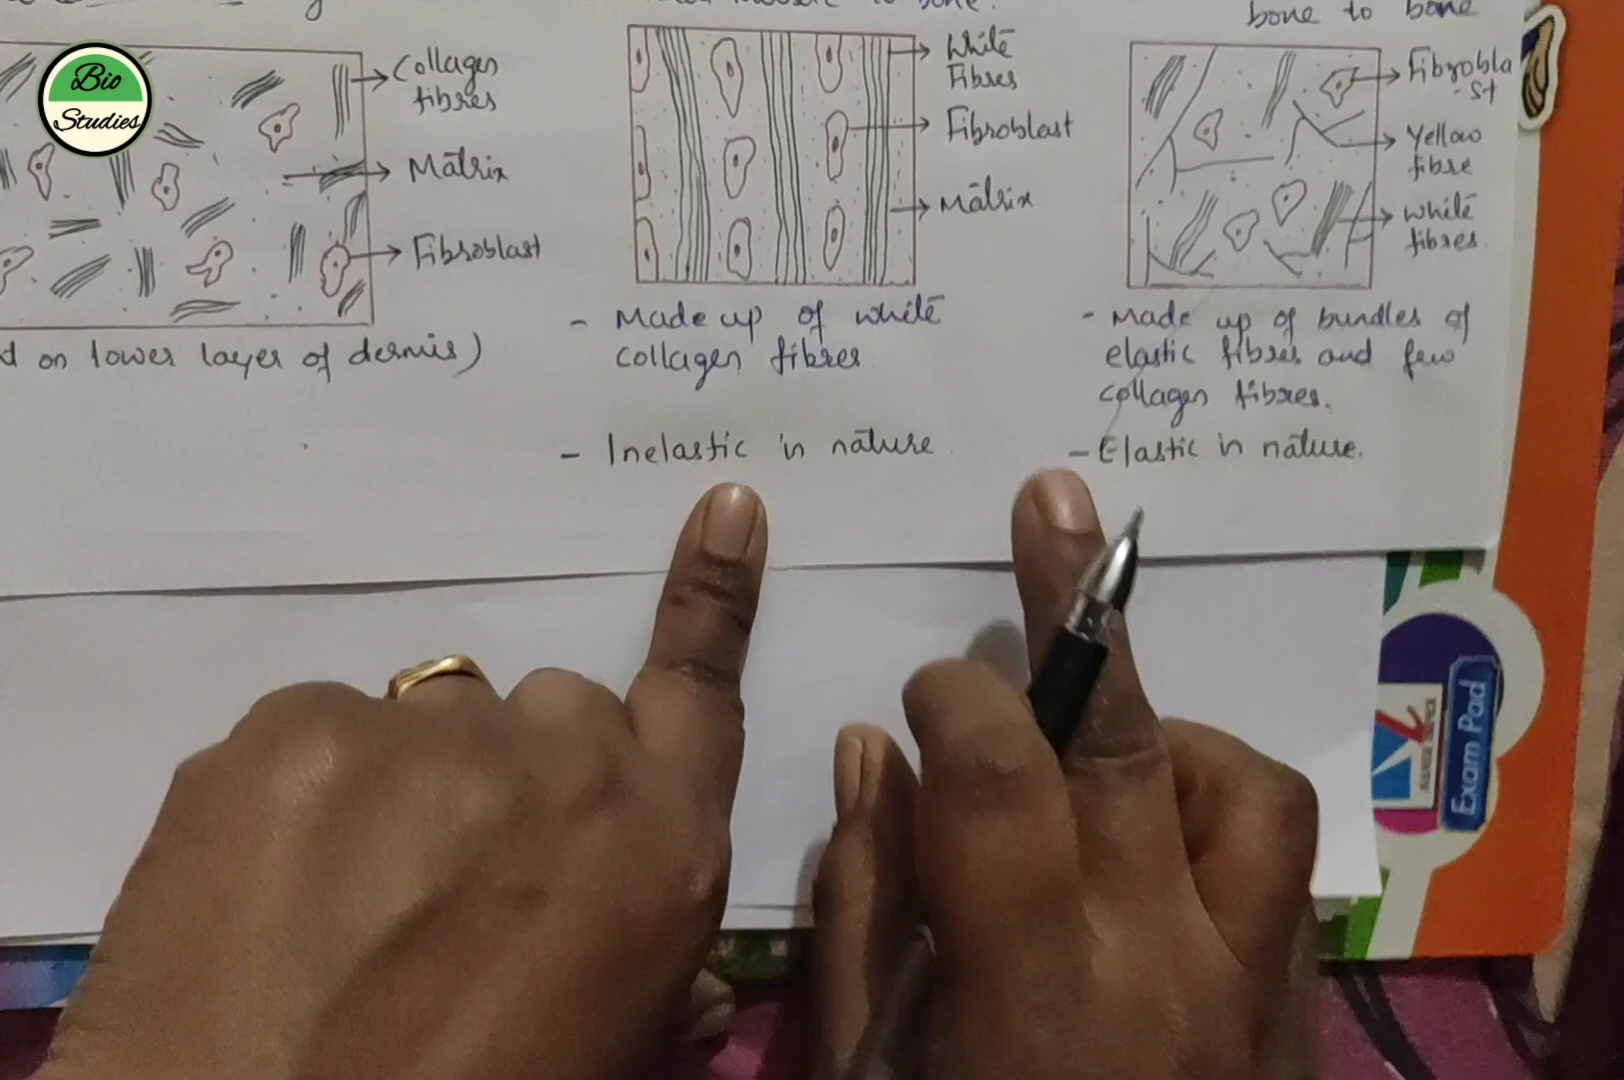 Bio
Studies
Collagen
fibres
Matrix
Fibroblast
on lower layer of dermis)
to bone.
White
Fibres
Fibroblast
Matrix
- Made up of white
collagen fibres
- Inelastic in nature.
bone to bone
Fibrobla
-st
Yellow
fibre
White
fibres.
- Made up of bundles of
elastic fibres and few
collagen fibres.
- Elastic in nature.
Exam Pad